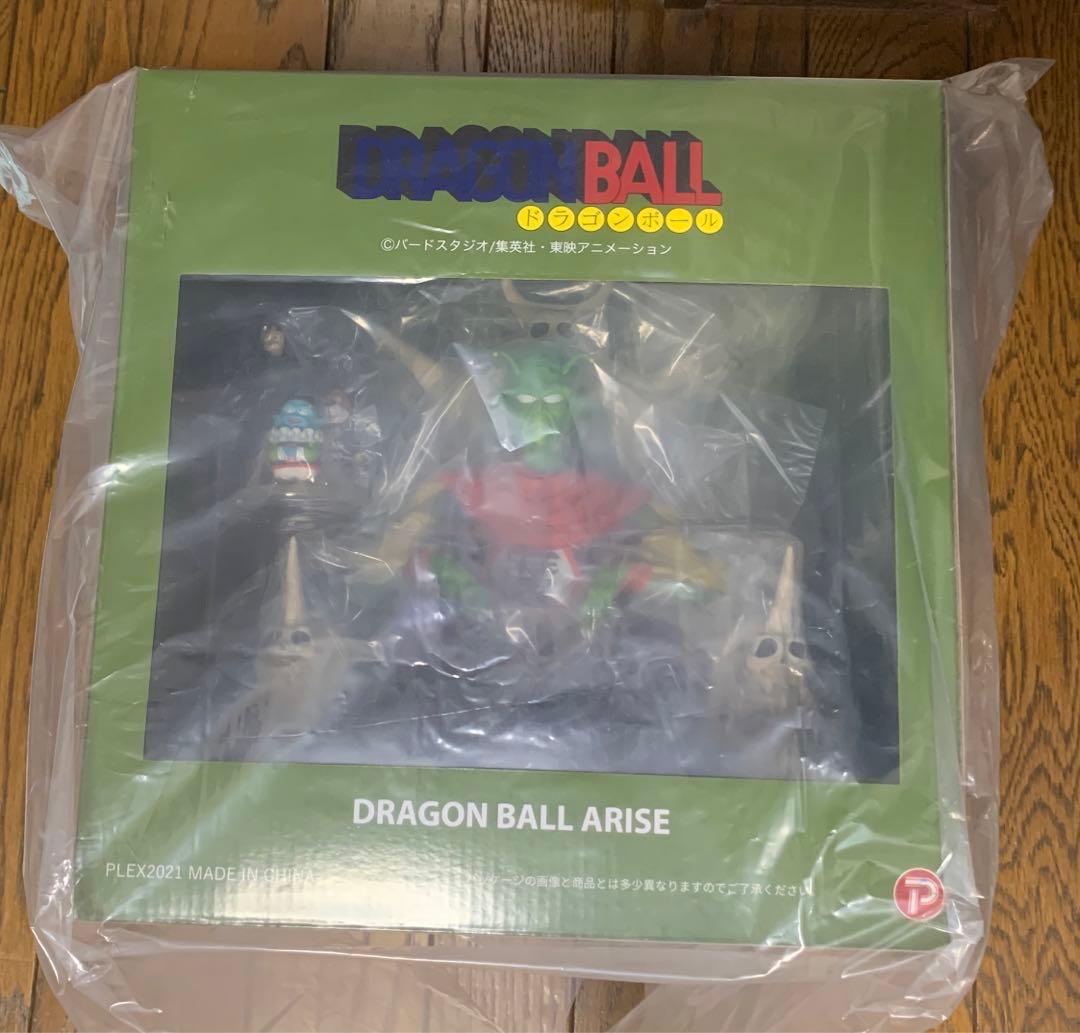 DRAGON BALL
ドラゴンボール
©バードスタジオ/集英社・東映アニメーション
DRAGON BALL ARISE
PLEX2021 MADE IN CHINA
パッケージの画像と商品とは多少異なりますのでご了承ください。
P